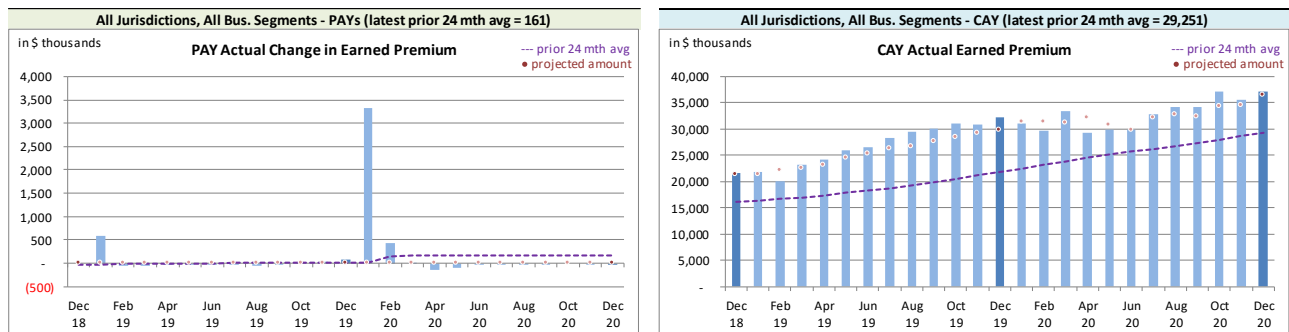 All Jurisdictions, All Bus. Segments - PAYs (latest prior 24 mth avg = 161)
in $ thousands
PAY Actual Change in Earned Premium
--- prior 24 mth avg
• projected amount
4,000
3,500
3,000
2,500
2,000
1,500
1,000
500
-
(500)
Dec Feb Apr Jun Aug Oct Dec Feb Apr Jun Aug Oct Dec
18 19 19 19 19 19 19 20 20 20 20 20 20
All Jurisdictions, All Bus. Segments - CAY (latest prior 24 mth avg = 29,251)
in $ thousands
CAY Actual Earned Premium
--- prior 24 mth avg
• projected amount
40,000
35,000
30,000
25,000
20,000
15,000
10,000
5,000
-
Dec Feb Apr Jun Aug Oct Dec Feb Apr Jun Aug Oct Dec
18 19 19 19 19 19 19 20 20 20 20 20 20